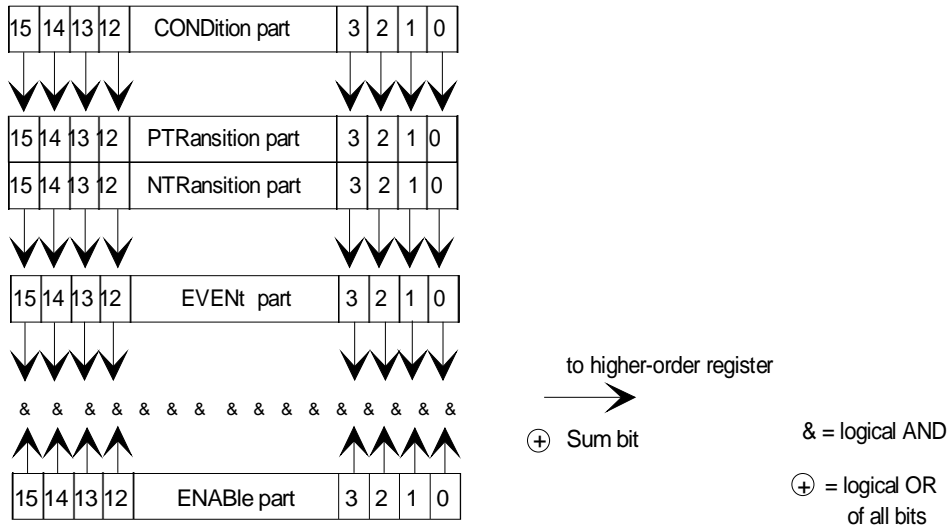 15 14 13 12 CONDition part 3 2 1 0
15 14 13 12 PTRansition part 3 2 1 0
15 14 13 12 NTRansition part 3 2 1 0
15 14 13 12 EVENt part 3 2 1 0
to higher-order register
& & & & & & & & & & & & & & & &
+ Sum bit
& = logical AND
15 14 13 12 ENABle part 3 2 1 0
+ = logical OR
of all bits